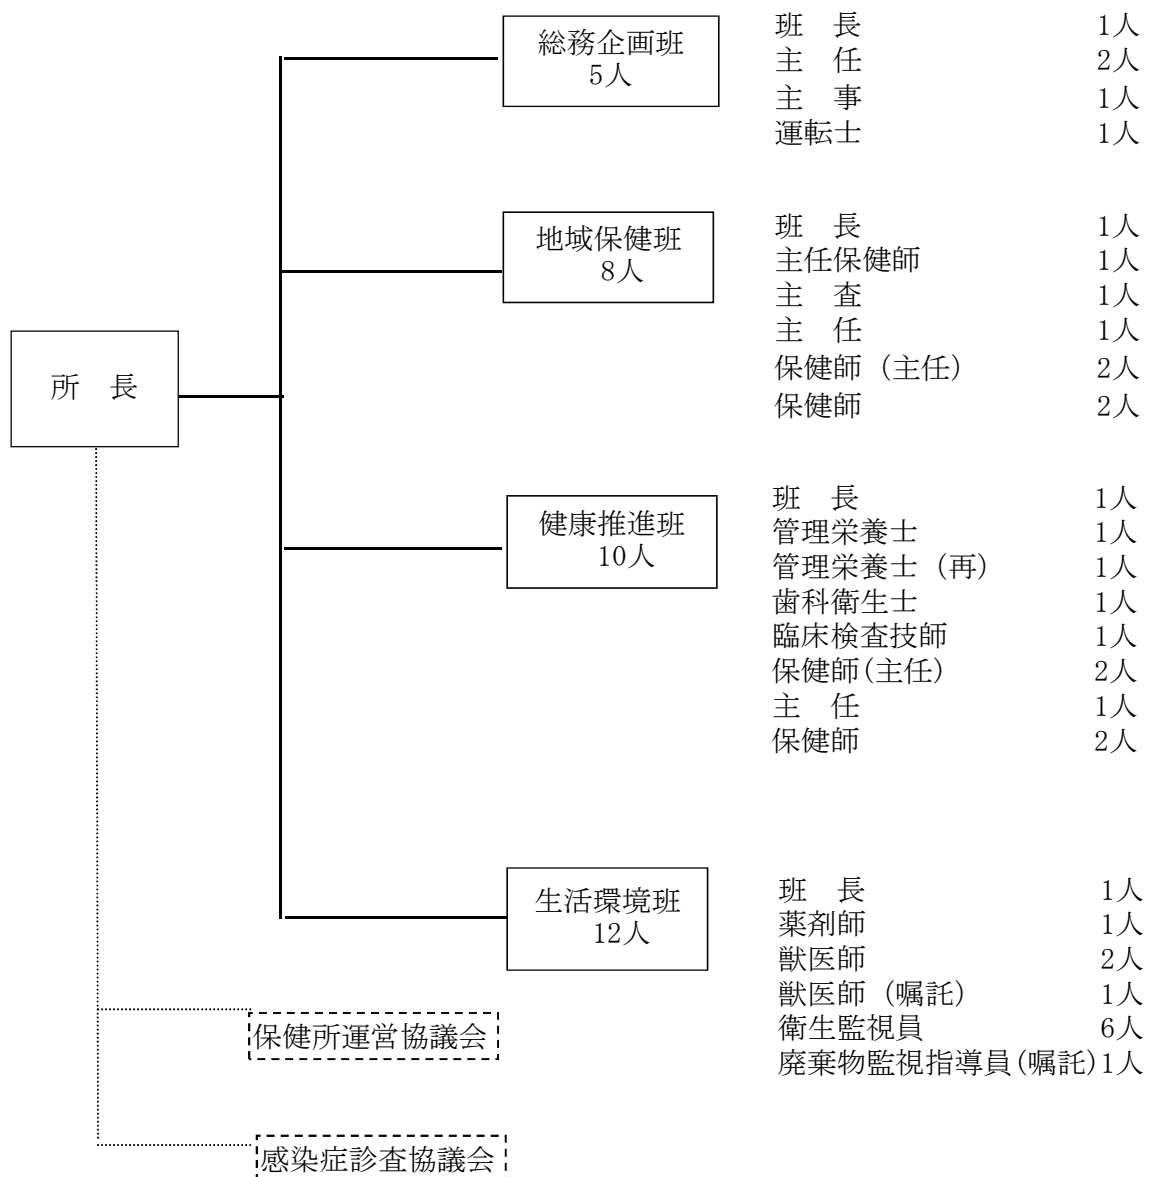 総務企画班
5人
班　長 1人
主　任 2人
主　事 1人
運転士 1人
地域保健班
8人
班　長 1人
主任保健師 1人
主　査 1人
主　任 1人
保健師（主任） 2人
保健師 2人
所　長
健康推進班
10人
班　長 1人
管理栄養士 1人
管理栄養士（再） 1人
歯科衛生士 1人
臨床検査技師 1人
保健師(主任) 2人
主　任 1人
保健師 2人
生活環境班
12人
班　長 1人
薬剤師 1人
獣医師 2人
獣医師（嘱託） 1人
衛生監視員 6人
廃棄物監視指導員(嘱託)1人
保健所運営協議会
感染症診査協議会